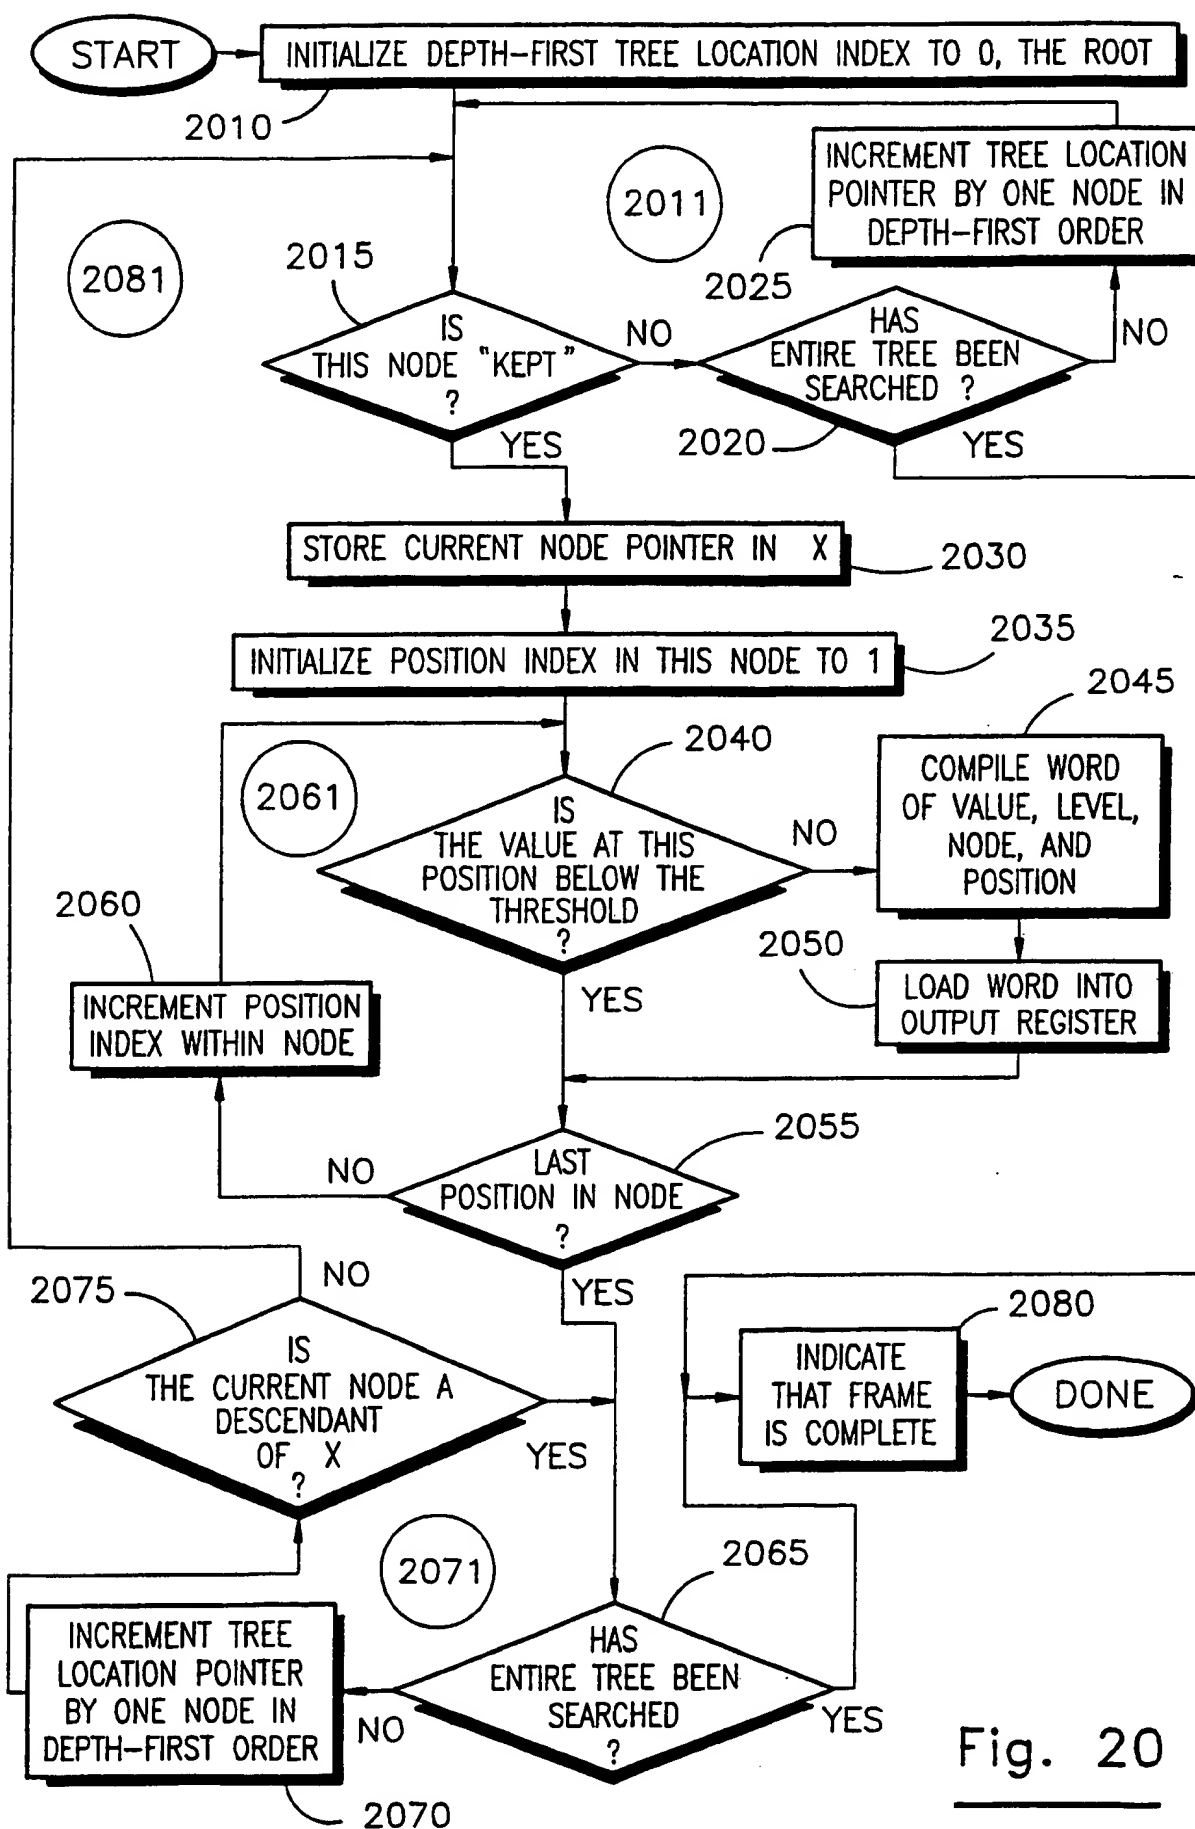 START
INITIALIZE DEPTH-FIRST TREE LOCATION INDEX TO 0, THE ROOT
2010
INCREMENT TREE LOCATION
POINTER BY ONE NODE IN
DEPTH-FIRST ORDER
2011
2025
2081
2015
IS
THIS NODE "KEPT"
?
NO
HAS
ENTIRE TREE BEEN
SEARCHED ?
NO
2020
YES
YES
STORE CURRENT NODE POINTER IN X
2030
INITIALIZE POSITION INDEX IN THIS NODE TO 1
2035
2045
2040
2061
IS
THE VALUE AT THIS
POSITION BELOW THE
THRESHOLD
?
NO
COMPILE WORD
OF VALUE, LEVEL,
NODE, AND
POSITION
2060
2050
YES
INCREMENT POSITION
INDEX WITHIN NODE
LOAD WORD INTO
OUTPUT REGISTER
2055
NO
LAST
POSITION IN NODE
?
YES
NO
2075
IS
THE CURRENT NODE A
DESCENDANT
OF X
?
YES
2080
INDICATE
THAT FRAME
IS COMPLETE
DONE
2071
2065
INCREMENT TREE
LOCATION POINTER
BY ONE NODE IN
DEPTH-FIRST ORDER
NO
HAS
ENTIRE TREE BEEN
SEARCHED
?
YES
2070
Fig. 20